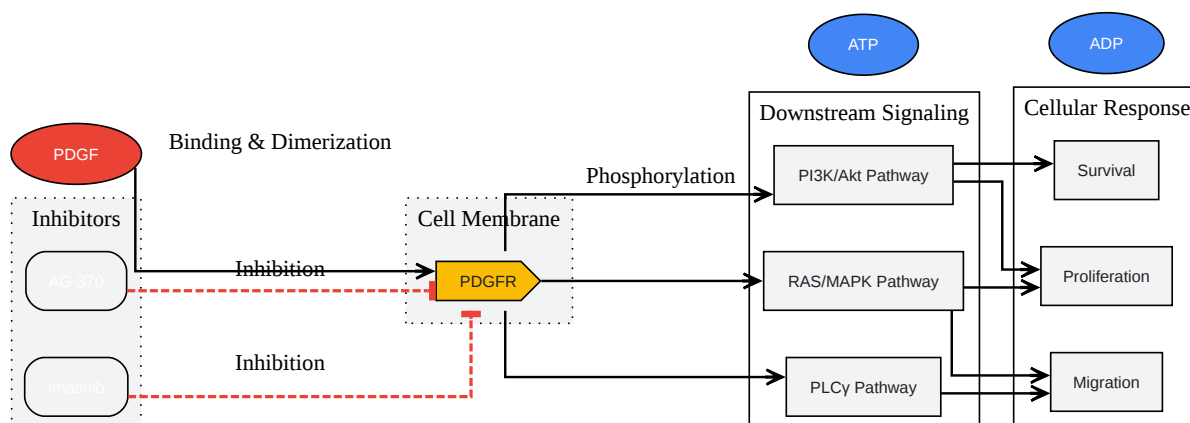 ATP
ADP
PDGF
Binding & Dimerization
Downstream Signaling
Cellular Response
Phosphorylation
PI3K/Akt Pathway
Survival
Inhibitors
Cell Membrane
AG 370
Inhibition
PDGFR
RAS/MAPK Pathway
Proliferation
Imatinib
Inhibition
PLCγ Pathway
Migration